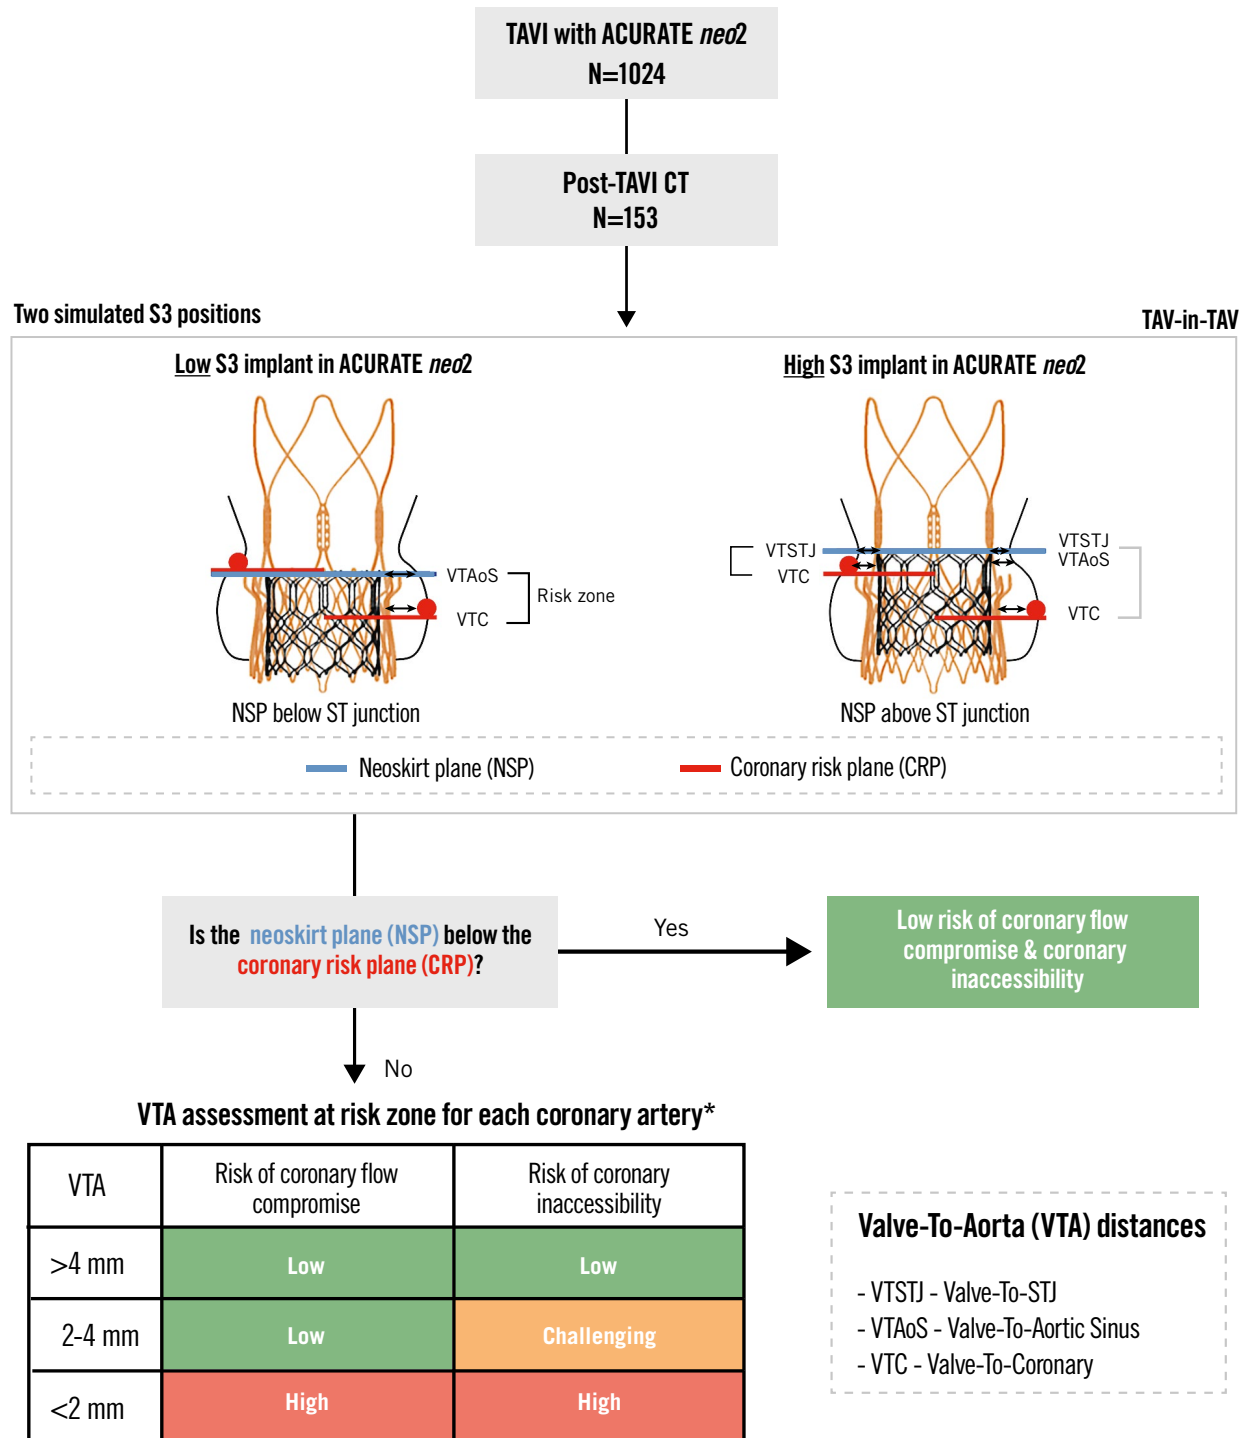 TAVI with ACURATE neo2
N=1024
Post-TAVI CT
N=153
Two simulated S3 positions
TAV-in-TAV
Low S3 implant in ACURATE neo2
VTAoS
Risk zone
VTC
NSP below ST junction
High S3 implant in ACURATE neo2
VTSTJ
VTC
VTSTJ
VTAoS
VTC
NSP above ST junction
Neoskirt plane (NSP)
Coronary risk plane (CRP)
Is the neoskirt plane (NSP) below the
coronary risk plane (CRP)?
Yes
Low risk of coronary flow
compromise & coronary
inaccessibility
No
VTA assessment at risk zone for each coronary artery*
VTA
Risk of coronary flow
compromise
Risk of coronary
inaccessibility
>4 mm
Low
Low
2-4 mm
Low
Challenging
<2 mm
High
High
Valve-To-Aorta (VTA) distances
- VTSTJ - Valve-To-STJ
- VTAoS - Valve-To-Aortic Sinus
- VTC - Valve-To-Coronary